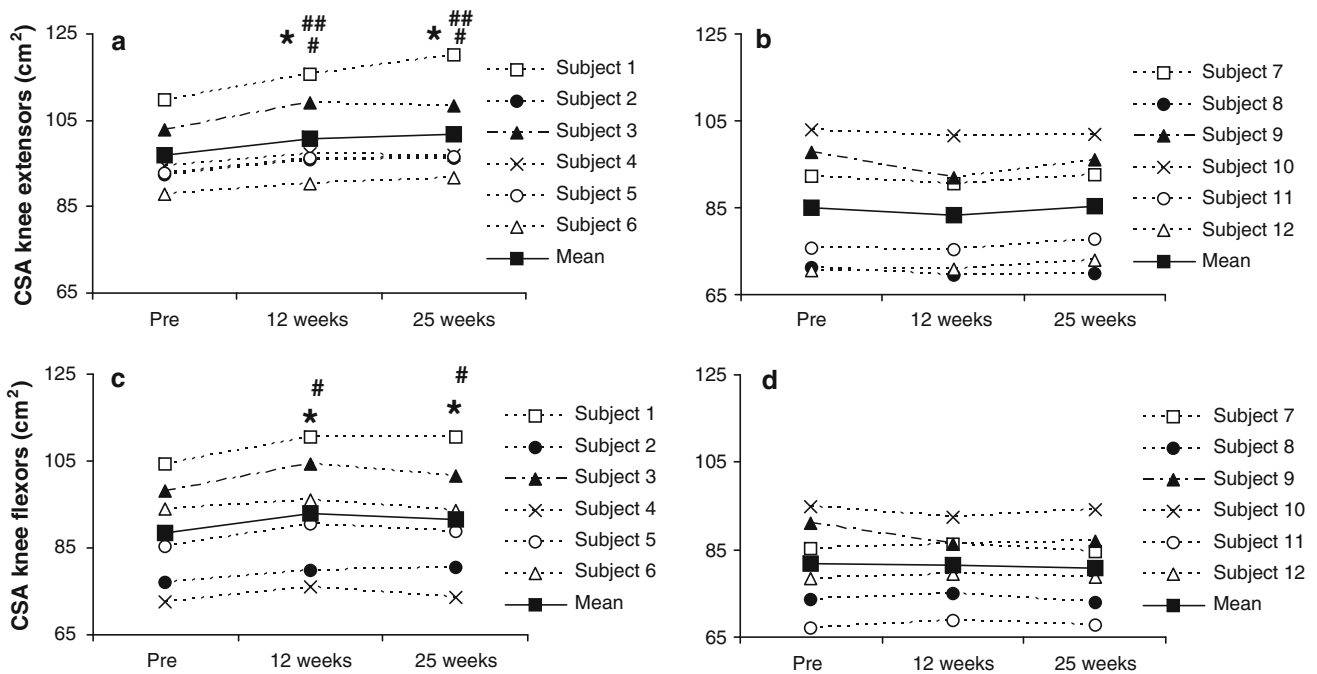 CSA knee extensors (cm²)
125
105
85
65
a
* ##
#
* ##
#
Subject 1
Subject 2
Subject 3
Subject 4
Subject 5
Subject 6
Mean
Pre 12 weeks 25 weeks
125
105
85
65
b
Subject 7
Subject 8
Subject 9
Subject 10
Subject 11
Subject 12
Mean
Pre 12 weeks 25 weeks
CSA knee flexors (cm²)
125
105
85
65
c
# #
* *
Subject 1
Subject 2
Subject 3
Subject 4
Subject 5
Subject 6
Mean
Pre 12 weeks 25 weeks
125
105
85
65
d
Subject 7
Subject 8
Subject 9
Subject 10
Subject 11
Subject 12
Mean
Pre 12 weeks 25 weeks